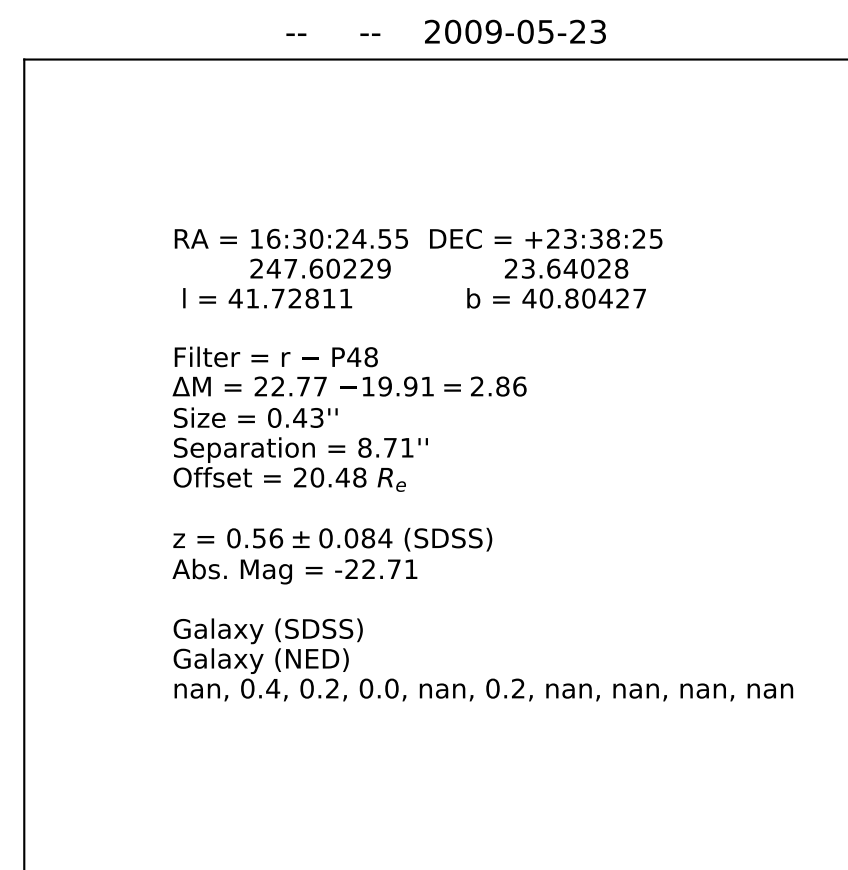 -- -- 2009-05-23
RA = 16:30:24.55 DEC = +23:38:25
247.60229 23.64028
l = 41.72811 b = 40.80427
Filter = r − P48
ΔM = 22.77 −19.91 = 2.86
Size = 0.43''
Separation = 8.71''
Offset = 20.48 Re
z = 0.56 ± 0.084 (SDSS)
Abs. Mag = -22.71
Galaxy (SDSS)
Galaxy (NED)
nan, 0.4, 0.2, 0.0, nan, 0.2, nan, nan, nan, nan